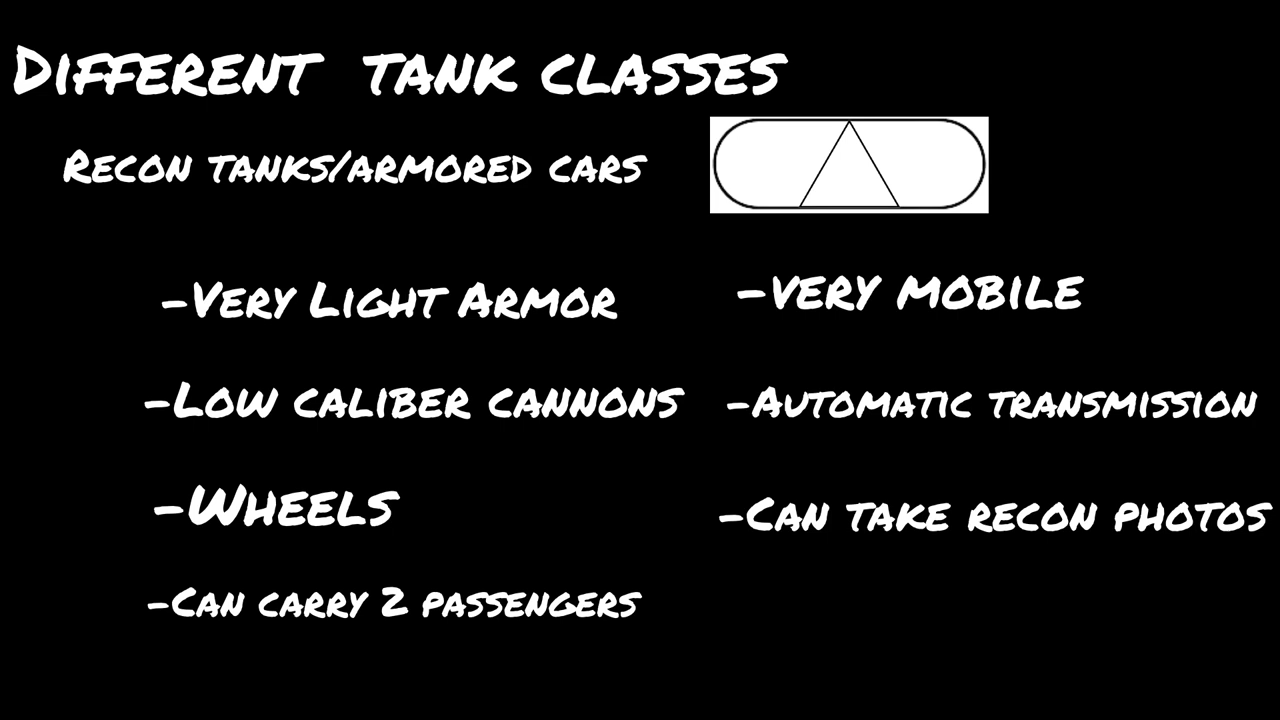 Different tank classes
Recon tanks/armored cars
-Very Light Armor
-Low caliber cannons
-Wheels
-Can carry 2 passengers
-very mobile
-Automatic transmission
-Can take recon photos